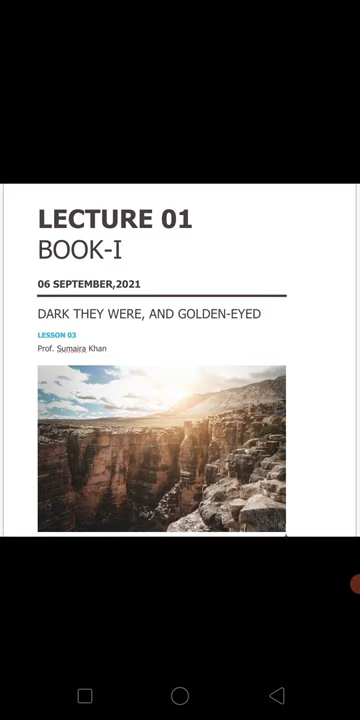 LECTURE 01
BOOK-I
06 SEPTEMBER,2021
DARK THEY WERE, AND GOLDEN-EYED
LESSON 03
Prof. Sumaira Khan